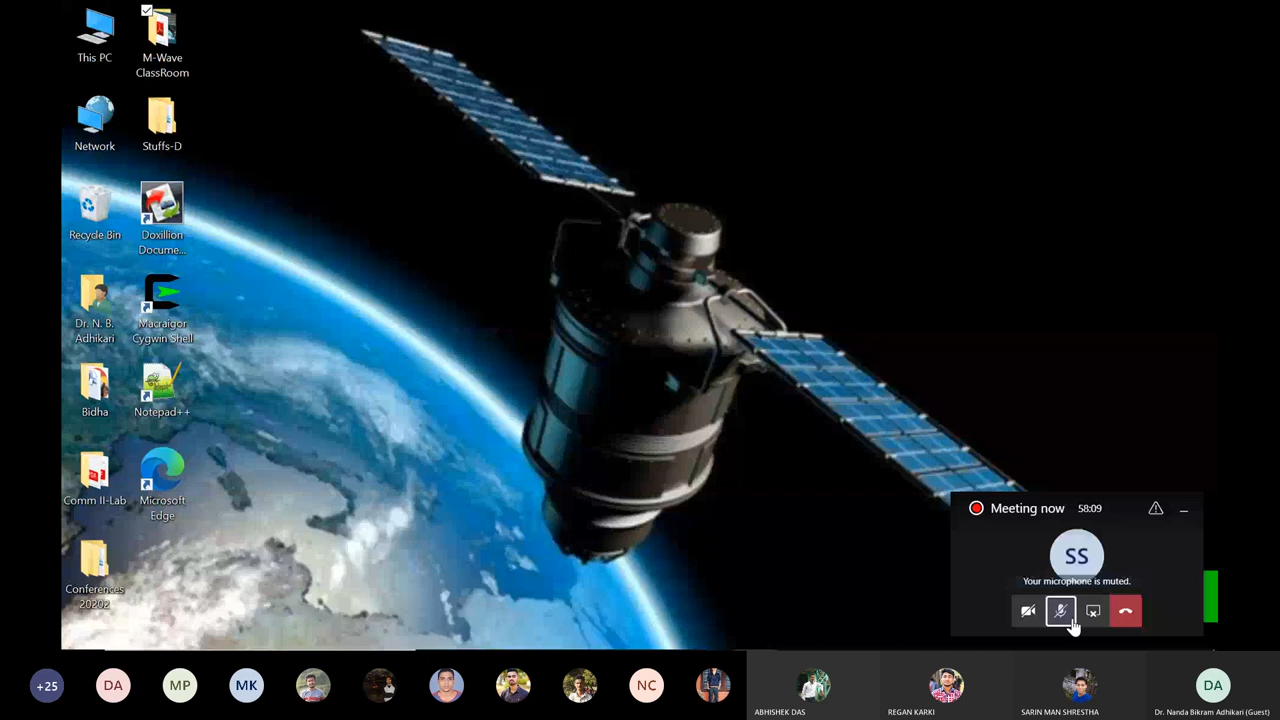 This PC
M-Wave
ClassRoom
Network
Stuffs-D
Recycle Bin
Doxillion
Docume...
Dr. N. B.
Adhikari
Macraigor
Cygwin Shell
Bidha
Notepad++
Comm II-Lab
Microsoft
Edge
Conferences
20202
Meeting now 58:09
SS
Your microphone is muted.
+25
DA
MP
MK
NC
DA
ABHISHEK DAS
REGAN KARKI
SARIN MAN SHRESTHA
Dr. Nanda Bikram Adhikari (Guest)